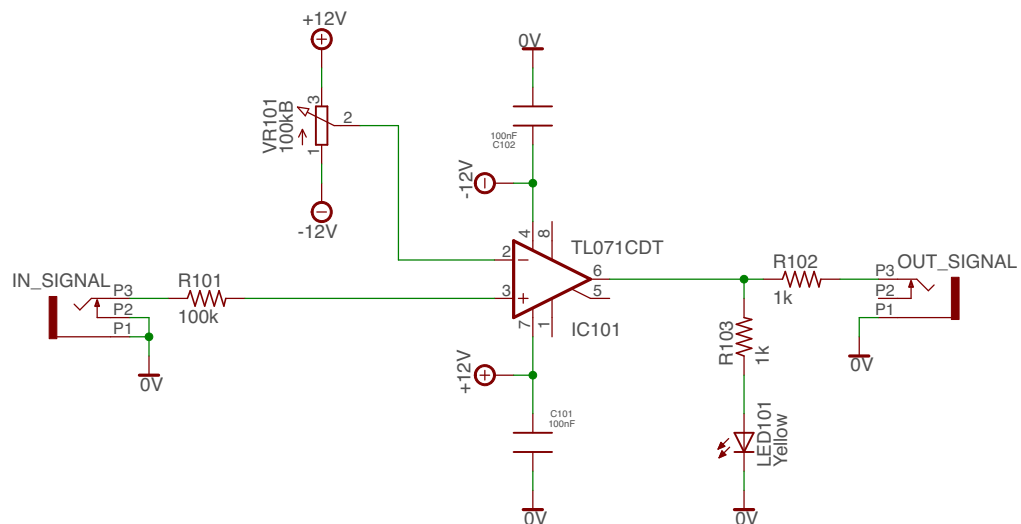 +12V
VR101
100kB
3
2
1
-12V
0V
100nF
C102
-12V
4
8
TL071CDT
2
-
3
+
6
5
7
1
IC101
+12V
C101
100nF
0V
IN_SIGNAL
P3
P2
P1
0V
R101
100k
R102
1k
R103
1k
LED101
Yellow
0V
OUT_SIGNAL
P3
P2
P1
0V